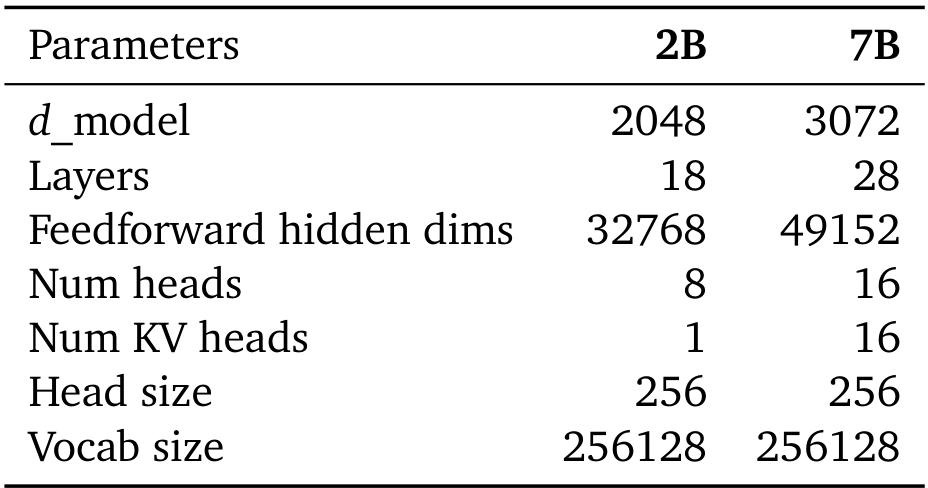 Parameters 2B 7B
d_model 2048 3072
Layers 18 28
Feedforward hidden dims 32768 49152
Num heads 8 16
Num KV heads 1 16
Head size 256 256
Vocab size 256128 256128